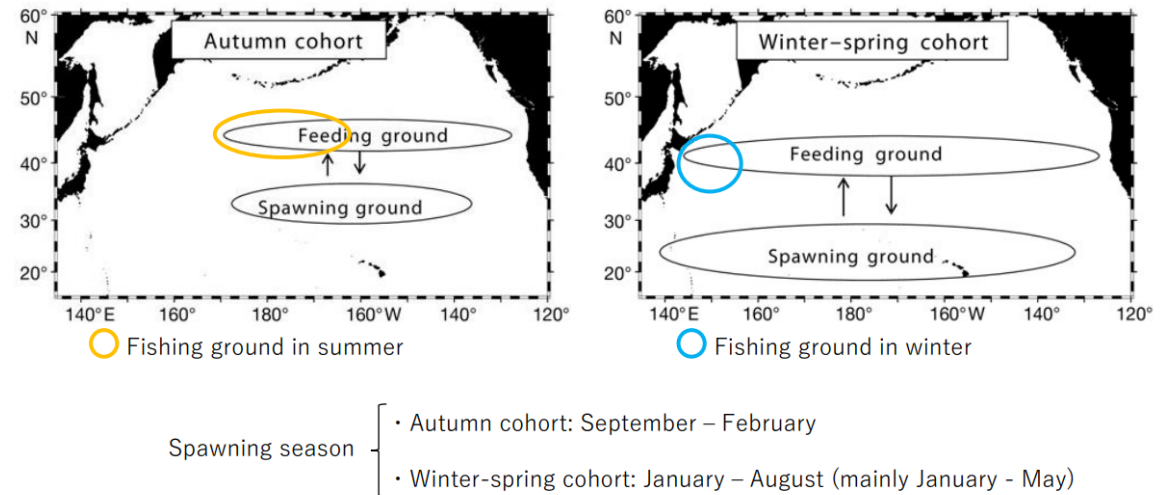 60°
N
50°
40°
30°
20°
Autumn cohort
Feeding ground
Spawning ground
140°E
160°
180°
160°W
140°
120°
Fishing ground in summer
60°
N
50°
40°
30°
20°
Winter–spring cohort
Feeding ground
Spawning ground
140°E
160°
180°
160°W
140°
120°
Fishing ground in winter
Spawning season
・Autumn cohort: September – February
・Winter-spring cohort: January – August (mainly January - May)